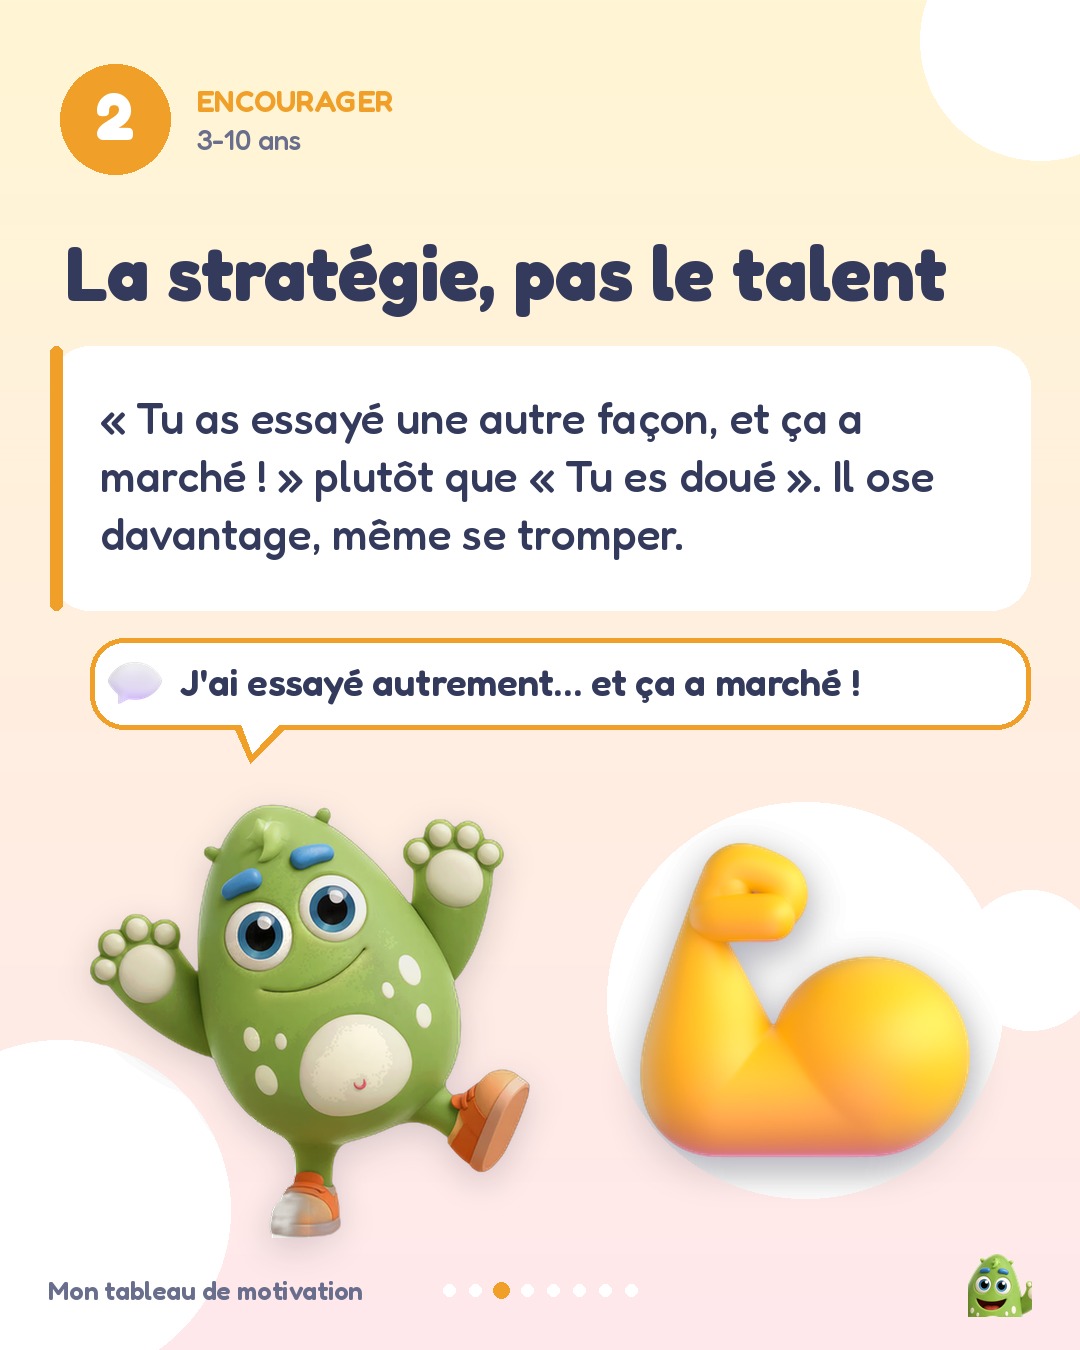 2
ENCOURAGER
3-10 ans
La stratégie, pas le talent
« Tu as essayé une autre façon, et ça a
marché ! » plutôt que « Tu es doué ». Il ose
davantage, même se tromper.
J'ai essayé autrement... et ça a marché !
Mon tableau de motivation